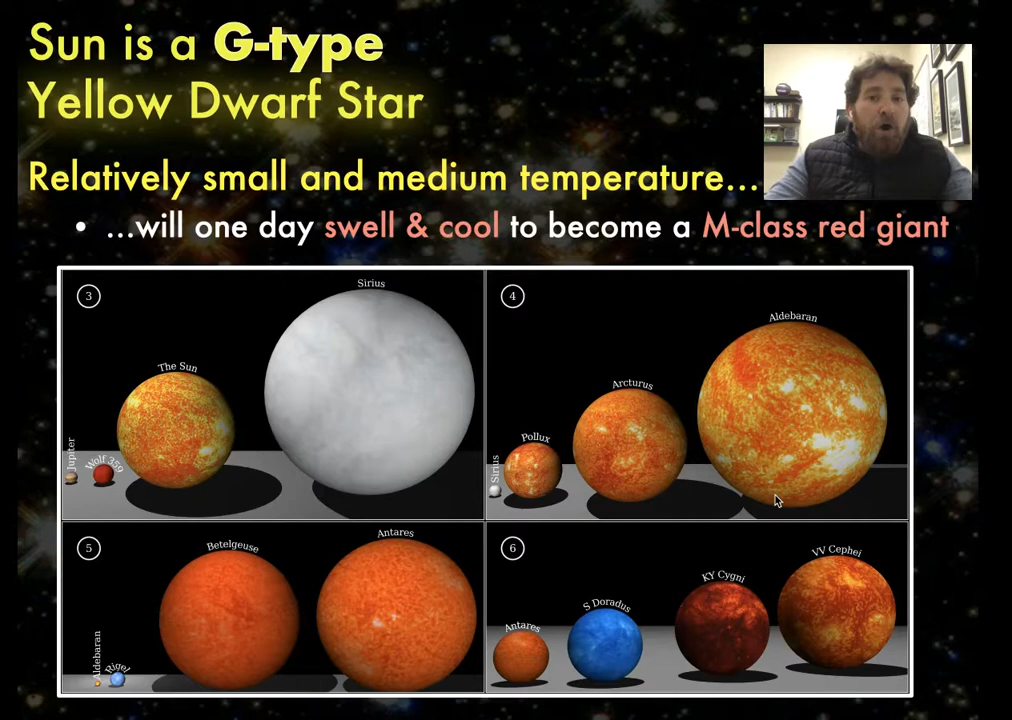 Sun is a G-type
Yellow Dwarf Star
Relatively small and medium temperature...
• ...will one day swell & cool to become a M-class red giant
3
Jupiter
Wolf 359
The Sun
Sirius
4
Sirius
Pollux
Arcturus
Aldebaran
5
Aldebaran
Rigel
Betelgeuse
Antares
6
Antares
S Doradus
KY Cygni
VV Cephei